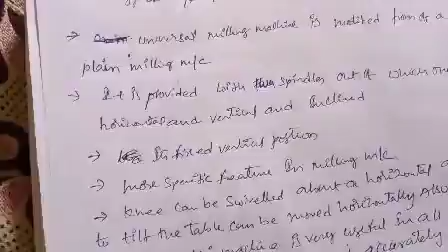 → universal milling machine is modified form of a
plain milling m/c
→ It is provided with two spindles out of which one
horizontal and vertical and Inclined
→ Its fixed vertical position
→ more specific feature In milling m/c
→ Knee can be swivelled about a horizontal a
to tilt the table can be moved horizontally also
machine is very useful in all
accurately